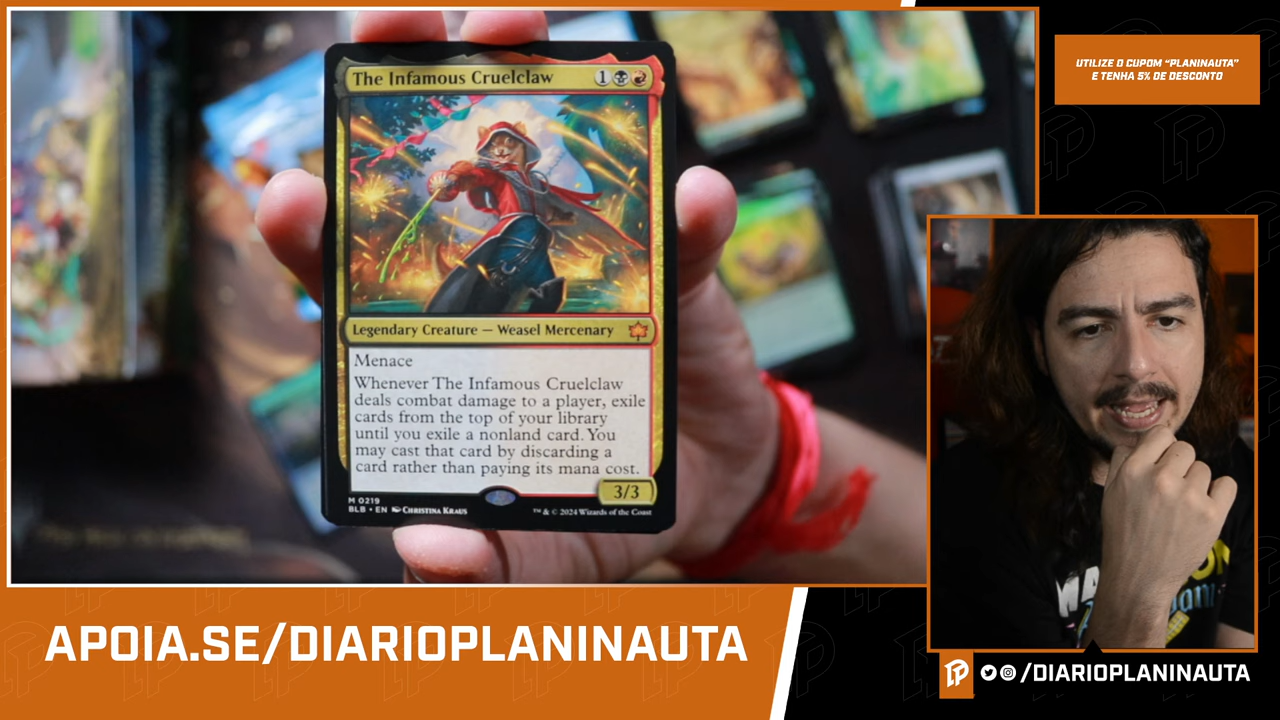 The Infamous Cruelclaw 1
Legendary Creature — Weasel Mercenary
Menace
Whenever The Infamous Cruelclaw
deals combat damage to a player, exile
cards from the top of your library
until you exile a nonland card. You
may cast that card by discarding a
card rather than paying its mana cost.
3/3
M 0219
BLB • EN CHRISTINA KRAUS
™ & © 2024 Wizards of the Coast
UTILIZE O CUPOM “PLANINAUTA”
E TENHA 5% DE DESCONTO
APOIA.SE/DIARIOPLANINAUTA
/DIARIOPLANINAUTA